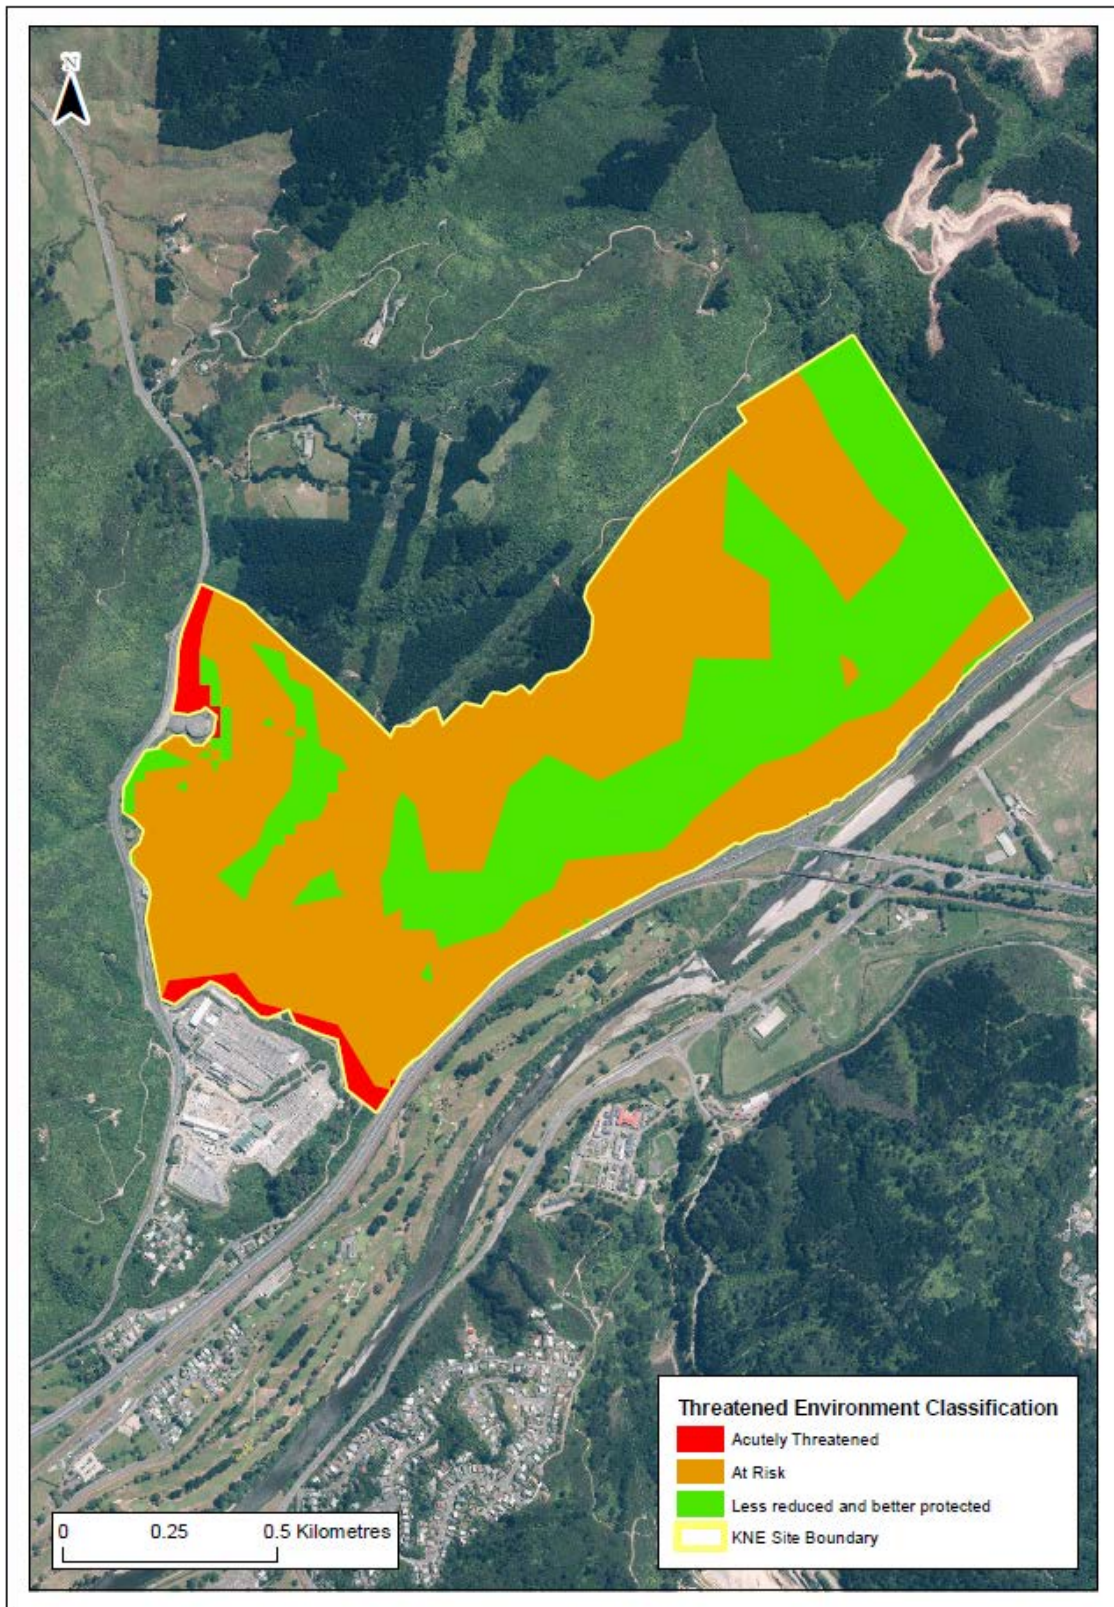 N
Threatened Environment Classification
Acutely Threatened
At Risk
Less reduced and better protected
KNE Site Boundary
0 0.25 0.5 Kilometres